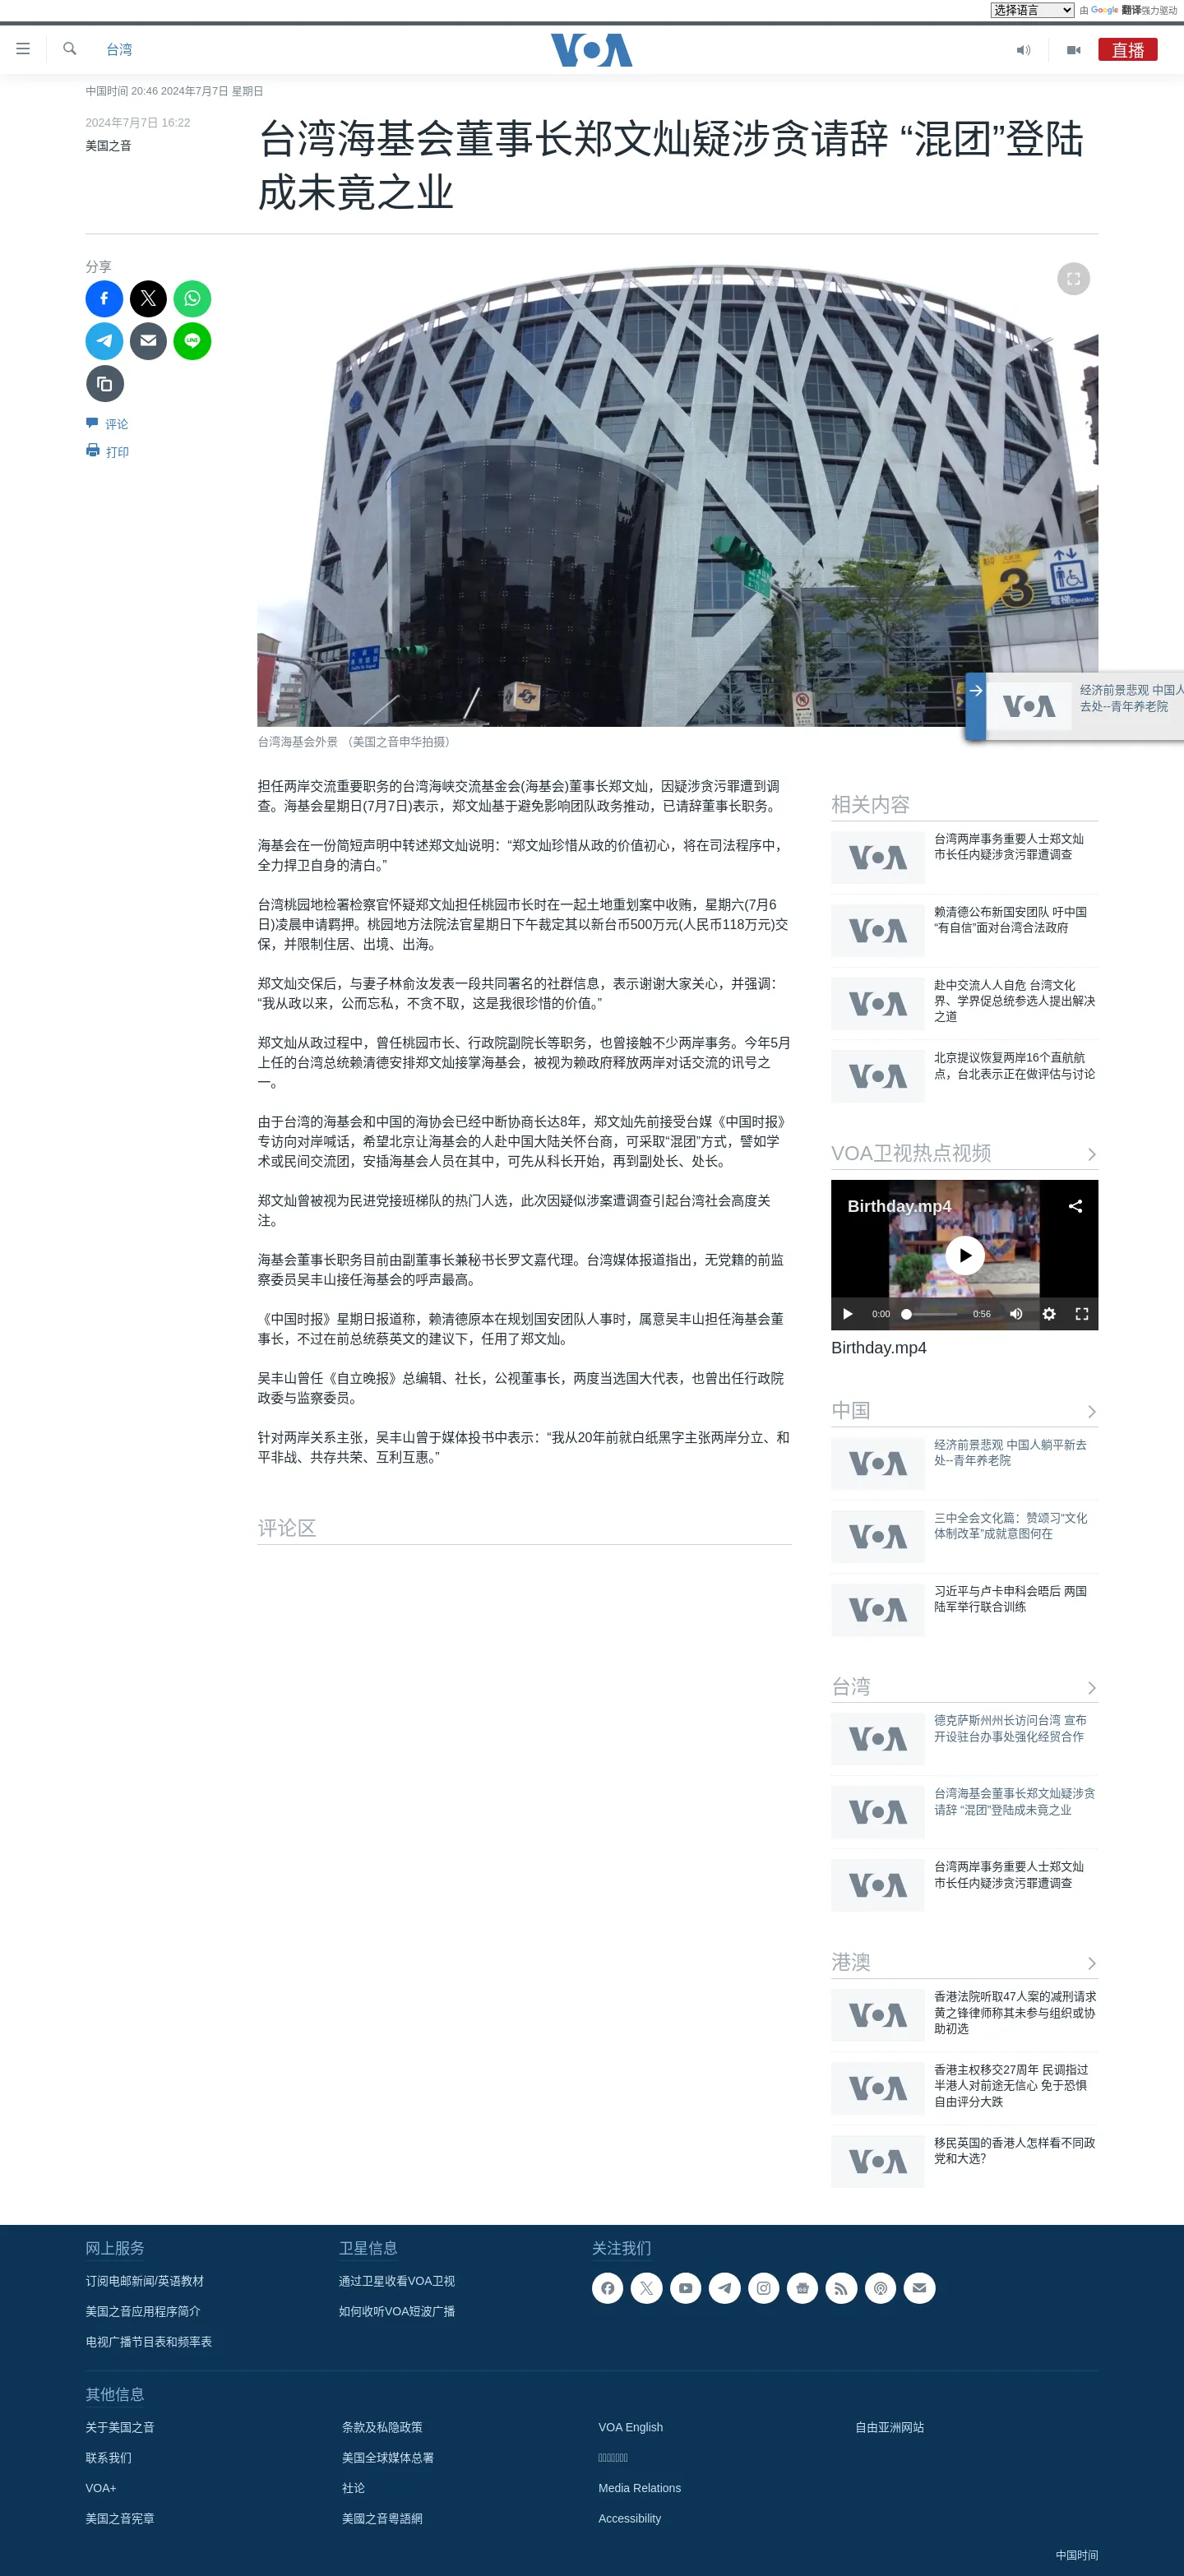 选择语言
由 Google 翻译强力驱动
台湾
VOA
直播
中国时间 20:46 2024年7月7日 星期日
2024年7月7日 16:22
美国之音
台湾海基会董事长郑文灿疑涉贪请辞 “混团”登陆
成未竟之业
分享
评论
打印
3
電梯Elevator
经济前景悲观 中国人
去处--青年养老院
VOA
台湾海基会外景 （美国之音申华拍摄）
担任两岸交流重要职务的台湾海峡交流基金会(海基会)董事长郑文灿，因疑涉贪污罪遭到调
查。海基会星期日(7月7日)表示，郑文灿基于避免影响团队政务推动，已请辞董事长职务。
海基会在一份简短声明中转述郑文灿说明：“郑文灿珍惜从政的价值初心，将在司法程序中，
全力捍卫自身的清白。”
台湾桃园地检署检察官怀疑郑文灿担任桃园市长时在一起土地重划案中收贿，星期六(7月6
日)凌晨申请羁押。桃园地方法院法官星期日下午裁定其以新台币500万元(人民币118万元)交
保，并限制住居、出境、出海。
郑文灿交保后，与妻子林俞汝发表一段共同署名的社群信息，表示谢谢大家关心，并强调：
“我从政以来，公而忘私，不贪不取，这是我很珍惜的价值。”
郑文灿从政过程中，曾任桃园市长、行政院副院长等职务，也曾接触不少两岸事务。今年5月
上任的台湾总统赖清德安排郑文灿接掌海基会，被视为赖政府释放两岸对话交流的讯号之
一。
由于台湾的海基会和中国的海协会已经中断协商长达8年，郑文灿先前接受台媒《中国时报》
专访向对岸喊话，希望北京让海基会的人赴中国大陆关怀台商，可采取“混团”方式，譬如学
术或民间交流团，安插海基会人员在其中，可先从科长开始，再到副处长、处长。
郑文灿曾被视为民进党接班梯队的热门人选，此次因疑似涉案遭调查引起台湾社会高度关
注。
海基会董事长职务目前由副董事长兼秘书长罗文嘉代理。台湾媒体报道指出，无党籍的前监
察委员吴丰山接任海基会的呼声最高。
《中国时报》星期日报道称，赖清德原本在规划国安团队人事时，属意吴丰山担任海基会董
事长，不过在前总统蔡英文的建议下，任用了郑文灿。
吴丰山曾任《自立晚报》总编辑、社长，公视董事长，两度当选国大代表，也曾出任行政院
政委与监察委员。
针对两岸关系主张，吴丰山曾于媒体投书中表示：“我从20年前就白纸黑字主张两岸分立、和
平非战、共存共荣、互利互惠。”
评论区
相关内容
VOA
台湾两岸事务重要人士郑文灿
市长任内疑涉贪污罪遭调查
VOA
赖清德公布新国安团队 吁中国
“有自信”面对台湾合法政府
VOA
赴中交流人人自危 台湾文化
界、学界促总统参选人提出解决
之道
VOA
北京提议恢复两岸16个直航航
点，台北表示正在做评估与讨论
VOA卫视热点视频
Birthday.mp4
0:00
0:56
Birthday.mp4
中国
VOA
经济前景悲观 中国人躺平新去
处--青年养老院
VOA
三中全会文化篇：赞颂习“文化
体制改革”成就意图何在
VOA
习近平与卢卡申科会晤后 两国
陆军举行联合训练
台湾
VOA
德克萨斯州州长访问台湾 宣布
开设驻台办事处强化经贸合作
VOA
台湾海基会董事长郑文灿疑涉贪
请辞 “混团”登陆成未竟之业
VOA
台湾两岸事务重要人士郑文灿
市长任内疑涉贪污罪遭调查
港澳
VOA
香港法院听取47人案的减刑请求
黄之锋律师称其未参与组织或协
助初选
VOA
香港主权移交27周年 民调指过
半港人对前途无信心 免于恐惧
自由评分大跌
VOA
移民英国的香港人怎样看不同政
党和大选?
网上服务
订阅电邮新闻/英语教材
美国之音应用程序简介
电视广播节目表和频率表
卫星信息
通过卫星收看VOA卫视
如何收听VOA短波广播
关注我们
其他信息
关于美国之音
联系我们
VOA+
美国之音宪章
条款及私隐政策
美国全球媒体总署
社论
美國之音粵語網
VOA English
Media Relations
Accessibility
自由亚洲网站
中国时间